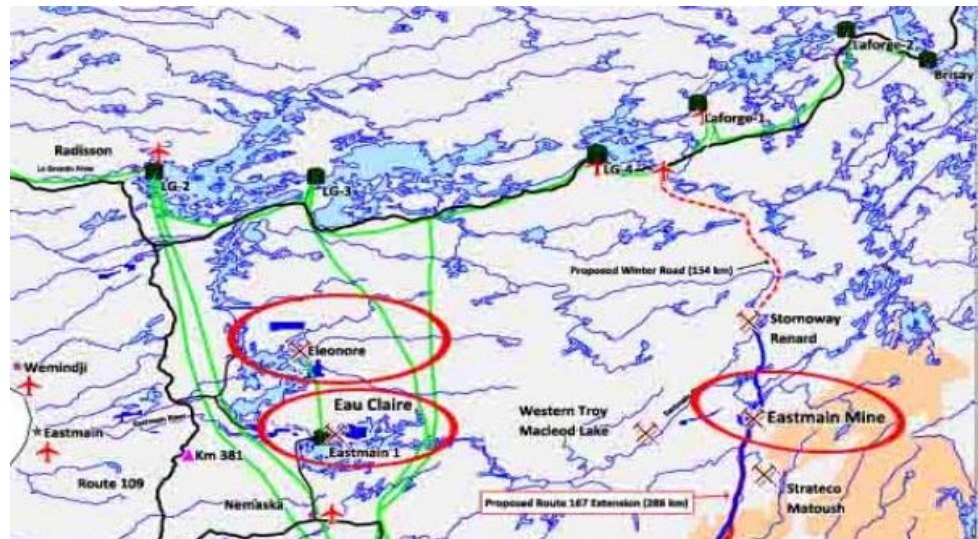 Laforge-2
Brisay
Laforge-1
Radisson
LG-2
LG-3
LG-4
Proposed Winter Road (154 km)
Stornoway
Renard
Eleonore
Wemindji
Eau Claire
Western Troy
Macleod Lake
Eastmain Mine
Eastmain
Eastmain 1
Km 381
Strateco
Matoush
Route 109
Nemaska
Proposed Route 167 Extension (286 km)